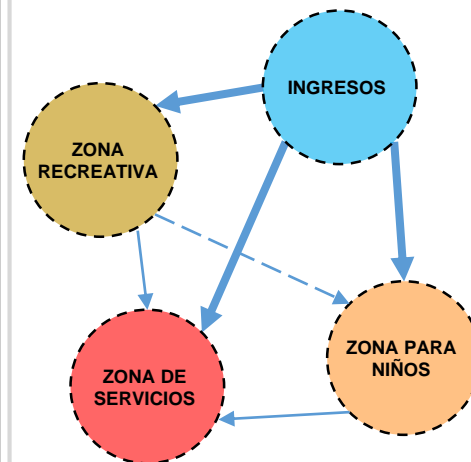 INGRESOS
ZONA
RECREATIVA
ZONA PARA
NIÑOS
ZONA DE
SERVICIOS